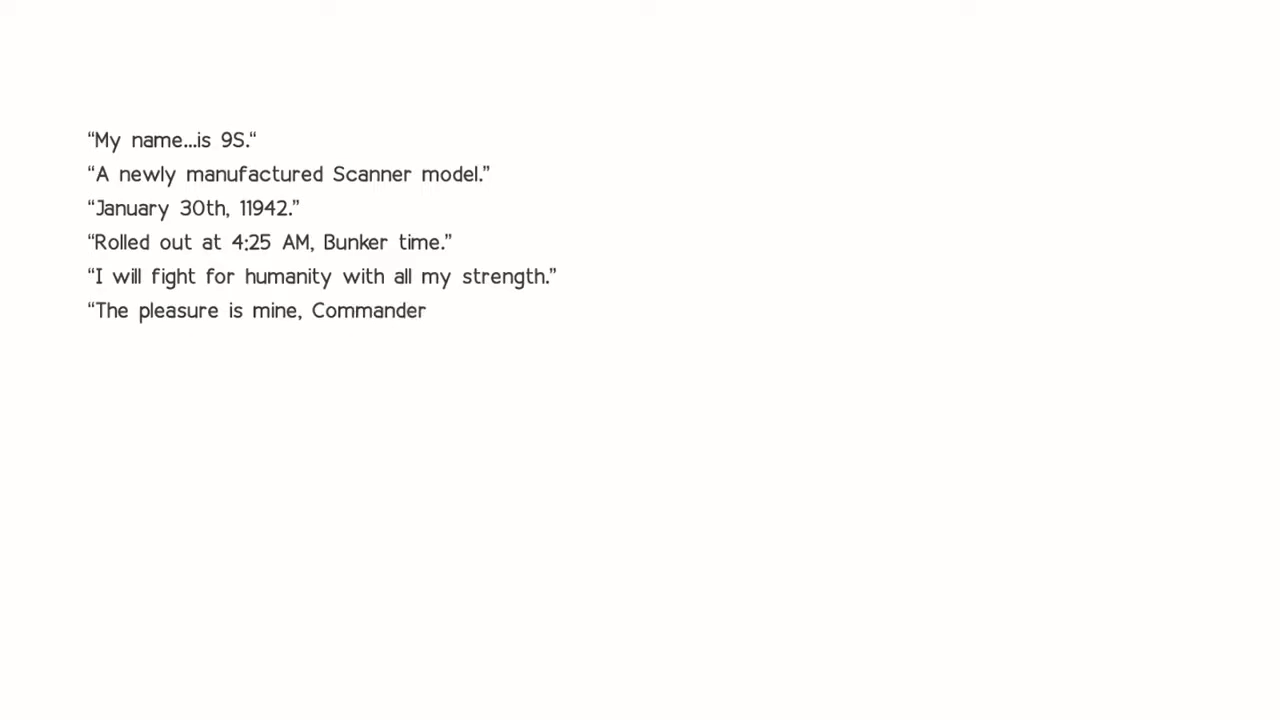 “My name...is 9S.“
“A newly manufactured Scanner model.”
“January 30th, 11942.”
“Rolled out at 4:25 AM, Bunker time.”
“I will fight for humanity with all my strength.”
“The pleasure is mine, Commander